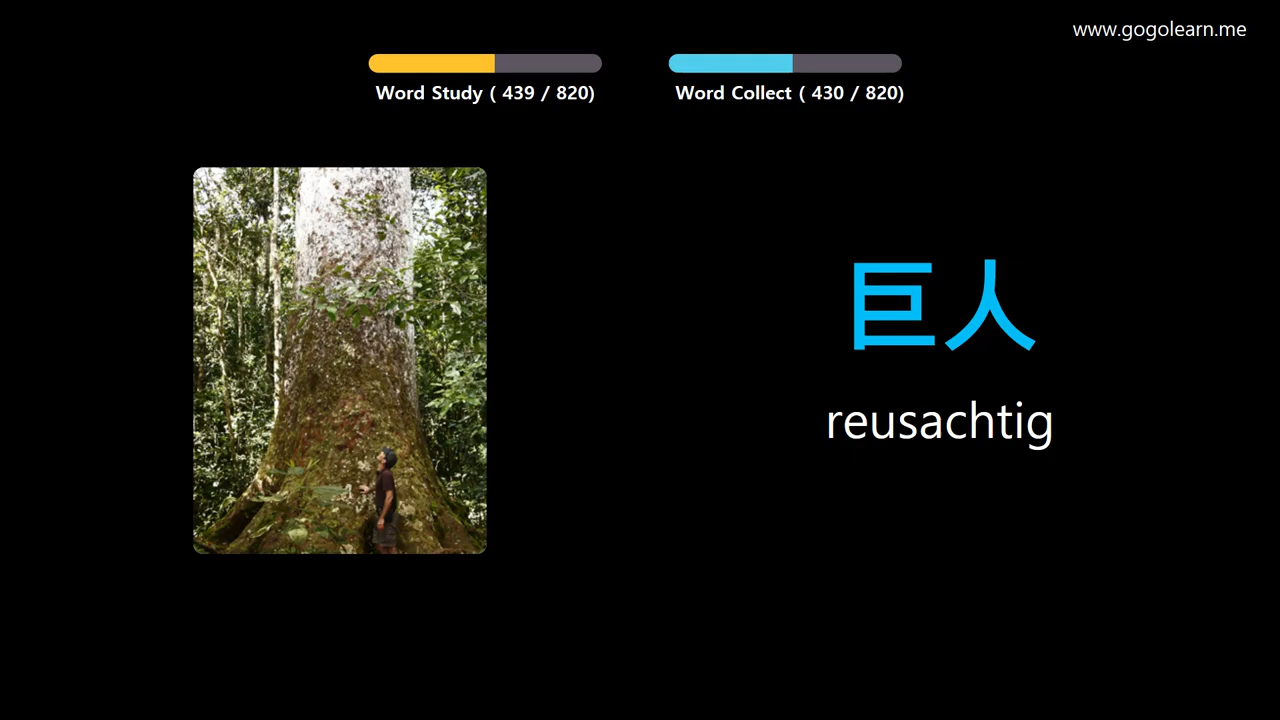 www.gogolearn.me
Word Study ( 439 / 820)
Word Collect ( 430 / 820)
巨人
reusachtig